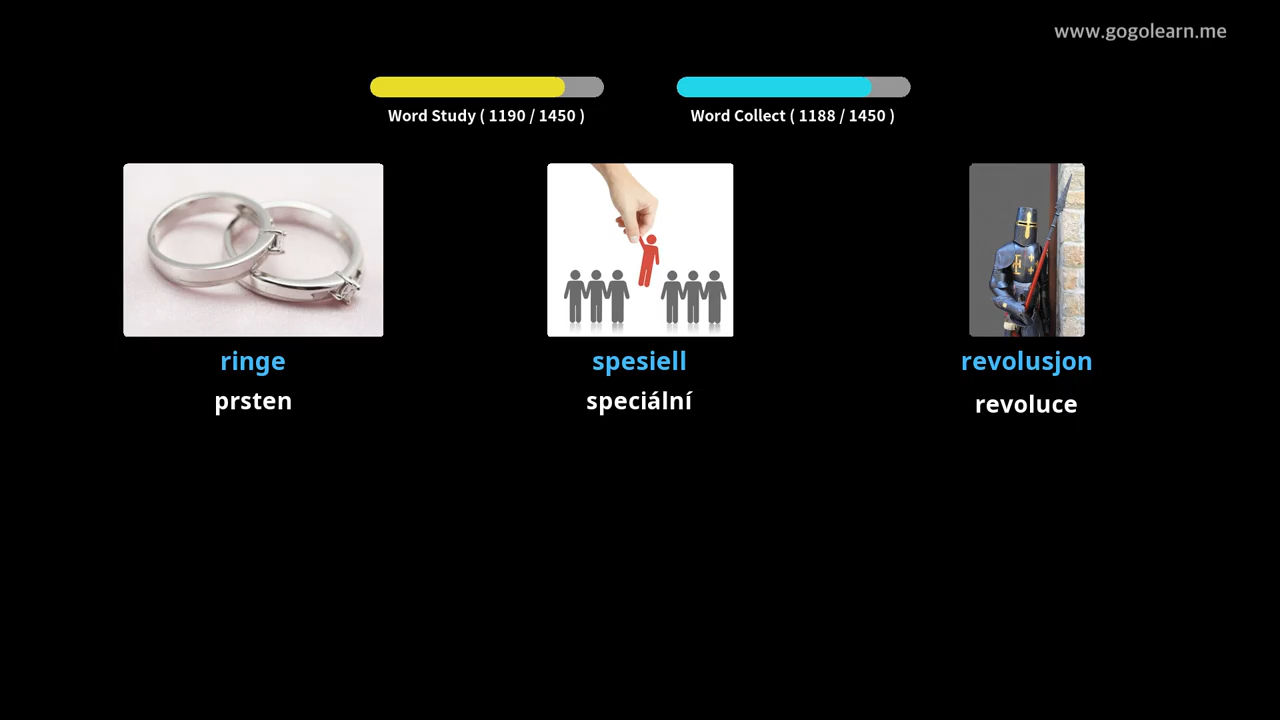 www.gogolearn.me
Word Study ( 1190 / 1450 )
Word Collect ( 1188 / 1450 )
ringe
spesiell
revolusjon
prsten
speciální
revoluce